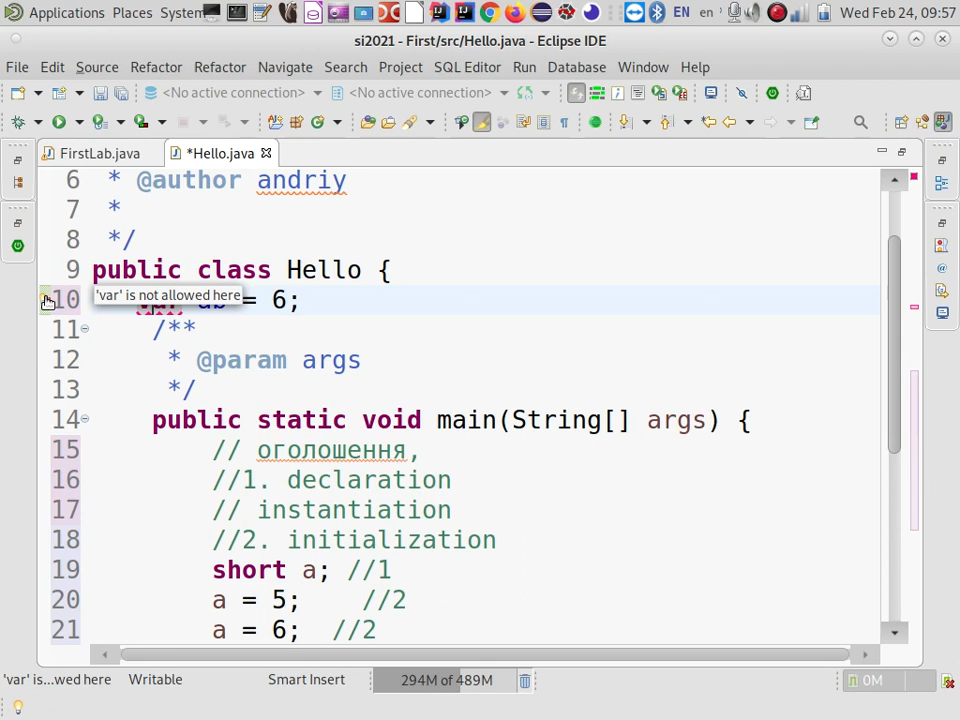 Applications Places System EN en Wed Feb 24, 09:57
si2021 - First/src/Hello.java - Eclipse IDE
File Edit Source Refactor Refactor Navigate Search Project SQL Editor Run Database Window Help
<No active connection> <No active connection>
FirstLab.java *Hello.java
6 * @author andriy
7 *
8 */
9 public class Hello {
'var' is not allowed here
10 var ab = 6;
11 /**
12 * @param args
13 */
14 public static void main(String[] args) {
15 // оголошення,
16 //1. declaration
17 // instantiation
18 //2. initialization
19 short a; //1
20 a = 5; //2
21 a = 6; //2
'var' is...wed here Writable Smart Insert 294M of 489M 0M